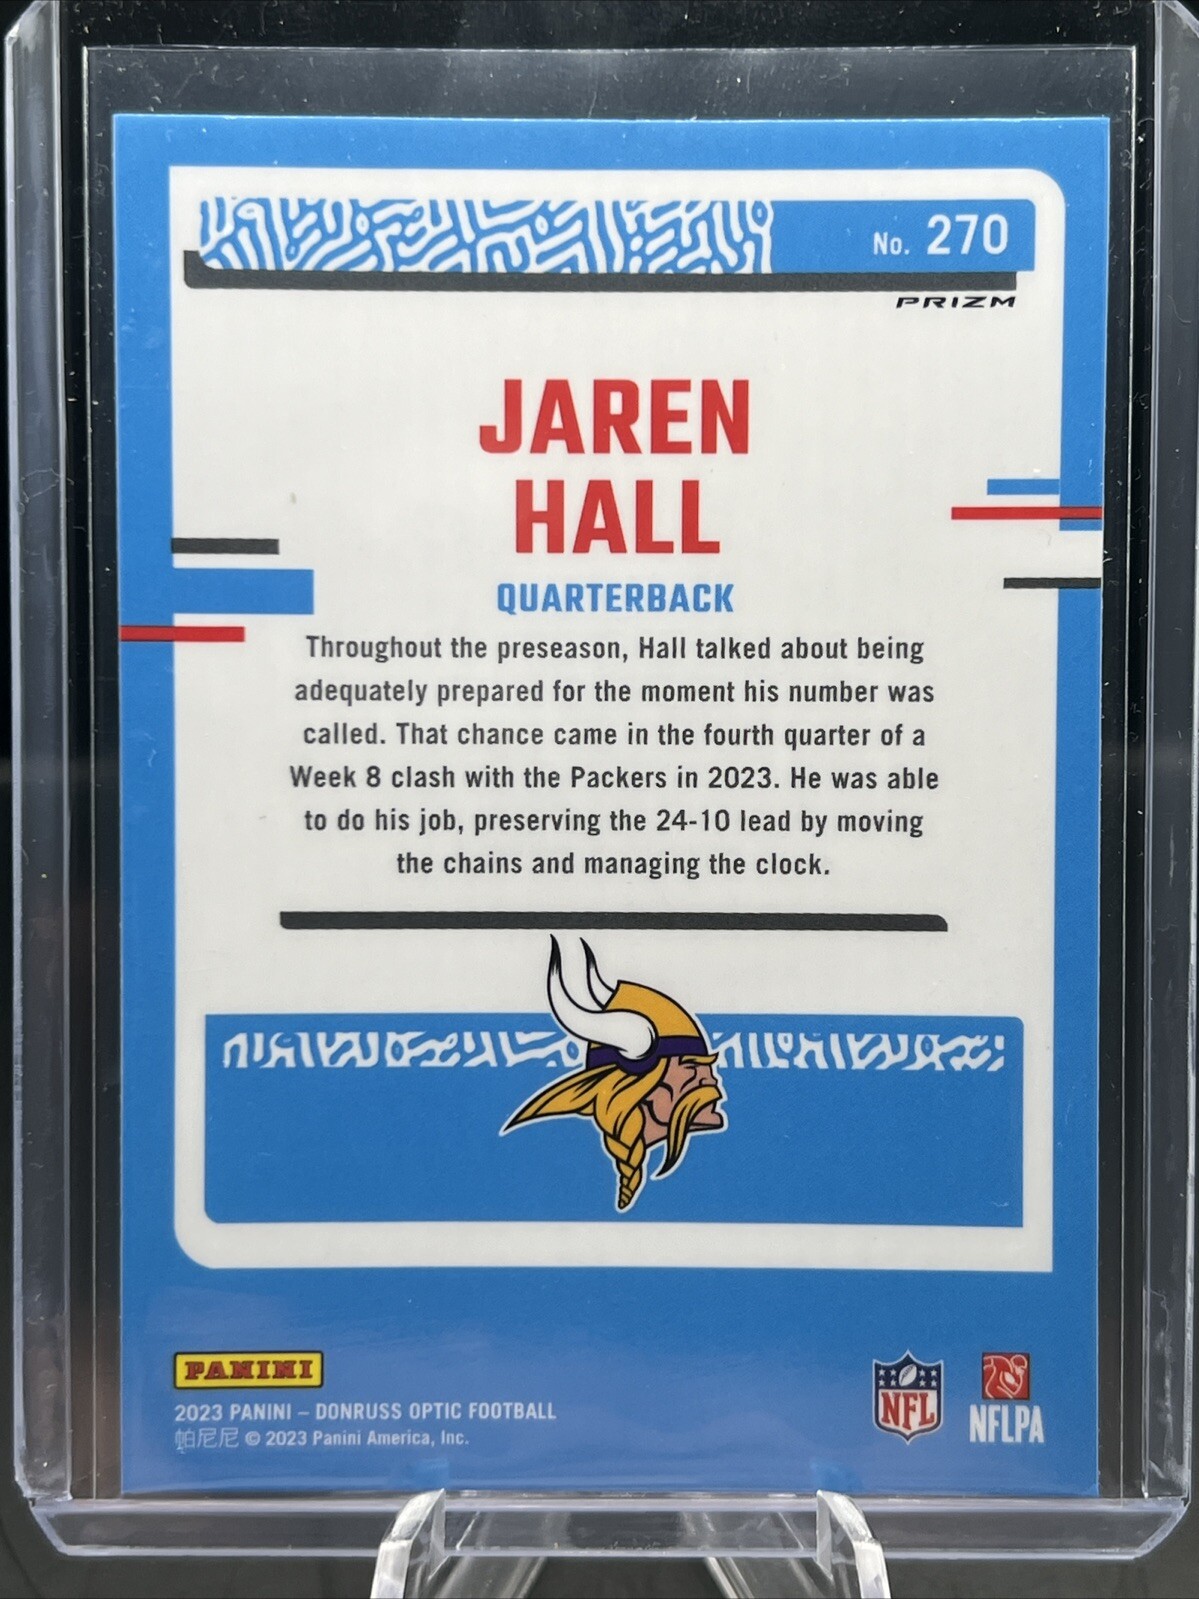 No. 270
PRIZM
JAREN
HALL
QUARTERBACK
Throughout the preseason, Hall talked about being
adequately prepared for the moment his number was
called. That chance came in the fourth quarter of a
Week 8 clash with the Packers in 2023. He was able
to do his job, preserving the 24-10 lead by moving
the chains and managing the clock.
PANINI
2023 PANINI – DONRUSS OPTIC FOOTBALL
帕尼尼 © 2023 Panini America, Inc.
NFL
NFLPA